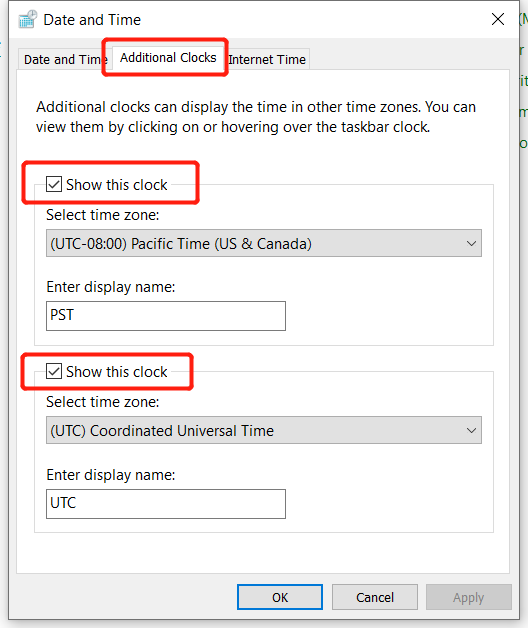 Date and Time
Date and Time
Additional Clocks
Internet Time
Additional clocks can display the time in other time zones. You can
view them by clicking on or hovering over the taskbar clock.
Show this clock
Select time zone:
(UTC-08:00) Pacific Time (US & Canada)
Enter display name:
PST
Show this clock
Select time zone:
(UTC) Coordinated Universal Time
Enter display name:
UTC
OK
Cancel
Apply